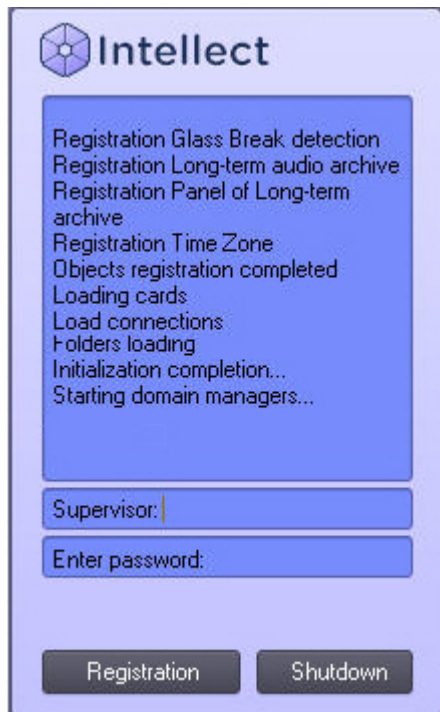 Intellect
Registration Glass Break detection
Registration Long-term audio archive
Registration Panel of Long-term
archive
Registration Time Zone
Objects registration completed
Loading cards
Load connections
Folders loading
Initialization completion...
Starting domain managers...
Supervisor:
Enter password:
Registration
Shutdown